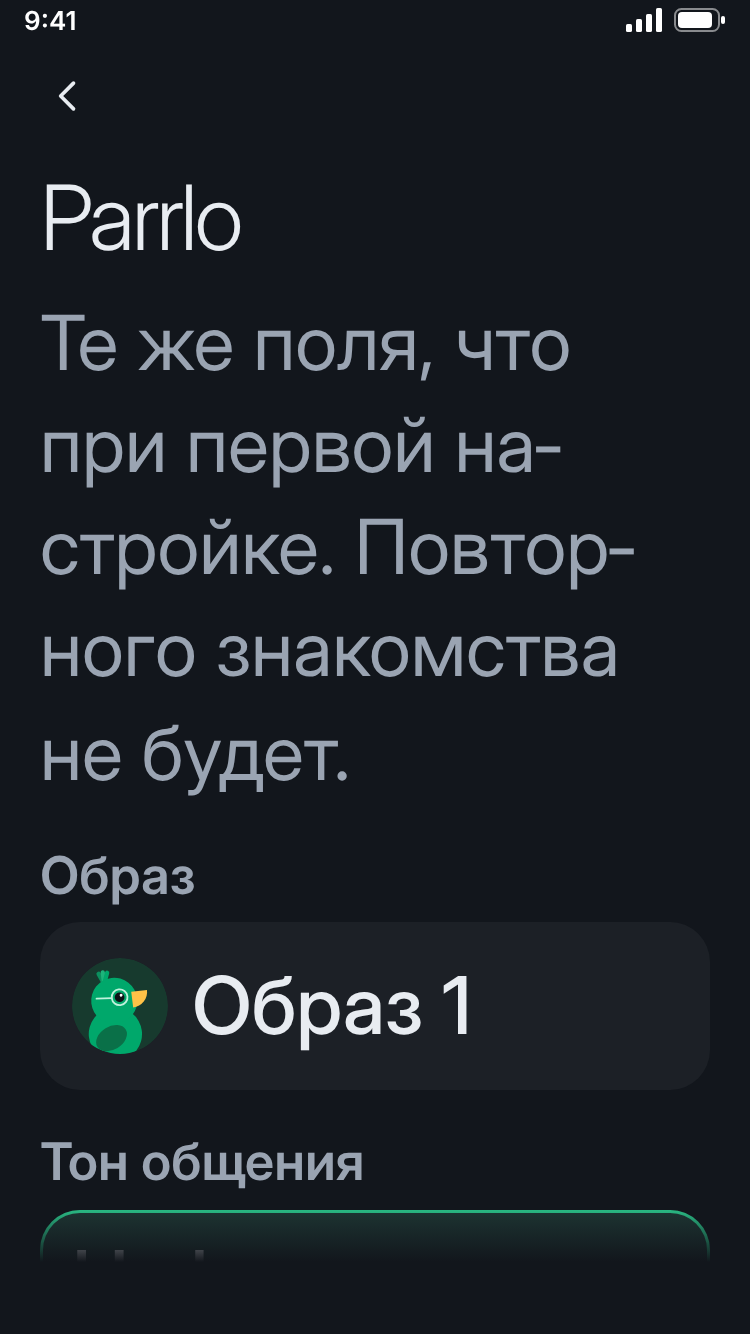 9:41
Parrlo
Те же поля, что
при первой на-
стройке. Повтор-
ного знакомства
не будет.
Образ
Образ 1
Тон общения